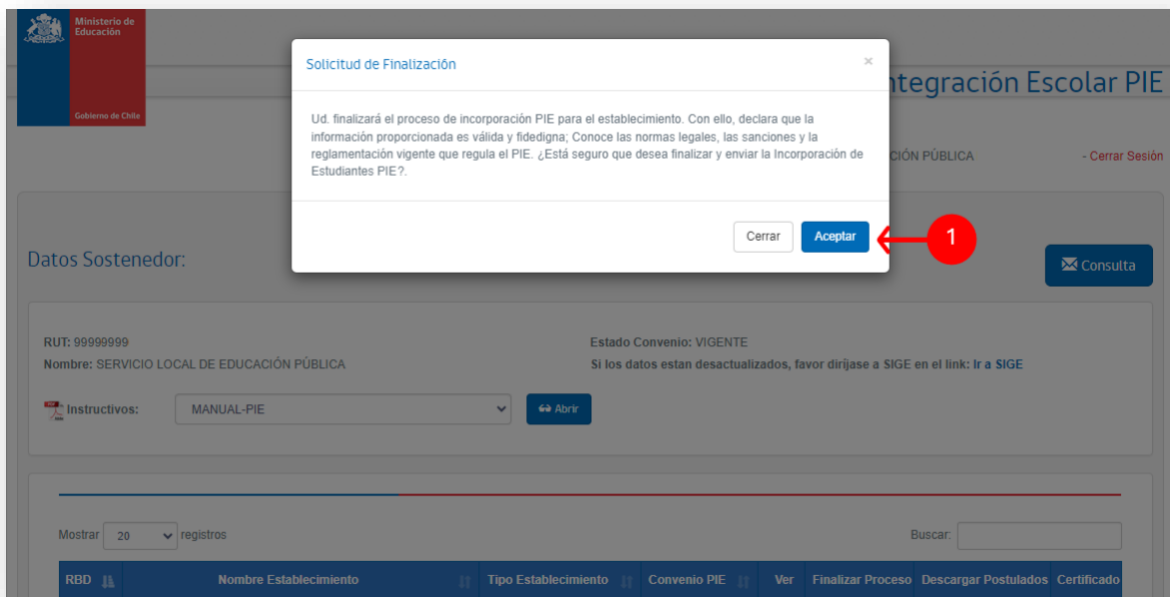 Ministerio de
Educación
Gobierno de Chile
Solicitud de Finalización
×
ntegración Escolar PIE
Ud. finalizará el proceso de incorporación PIE para el establecimiento. Con ello, declara que la
información proporcionada es válida y fidedigna; Conoce las normas legales, las sanciones y la
reglamentación vigente que regula el PIE. ¿Está seguro que desea finalizar y enviar la Incorporación de
Estudiantes PIE?.
CIÓN PÚBLICA - Cerrar Sesión
Cerrar Aceptar 1
Datos Sostenedor: Consulta
RUT: 99999999 Estado Convenio: VIGENTE
Nombre: SERVICIO LOCAL DE EDUCACIÓN PÚBLICA Si los datos estan desactualizados, favor diríjase a SIGE en el link: Ir a SIGE
Instructivos: MANUAL-PIE Abrir
Mostrar 20 registros Buscar:
RBD Nombre Establecimiento Tipo Establecimiento Convenio PIE Ver Finalizar Proceso Descargar Postulados Certificado